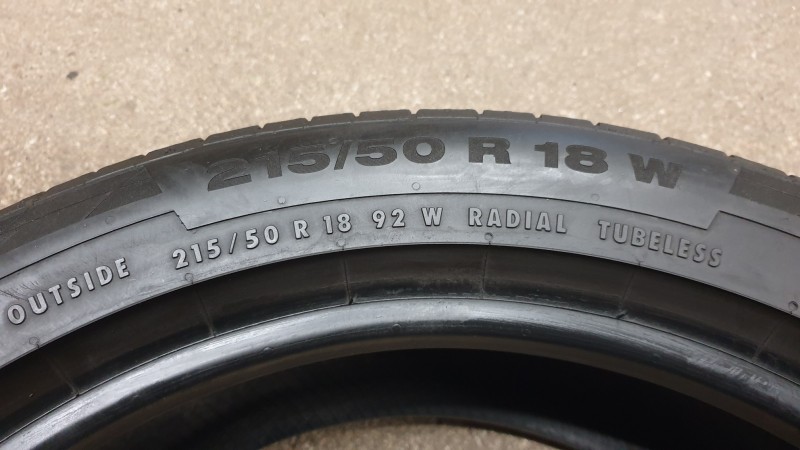 215/50 R 18 W
OUTSIDE 215/50 R 18 92 W RADIAL TUBELESS